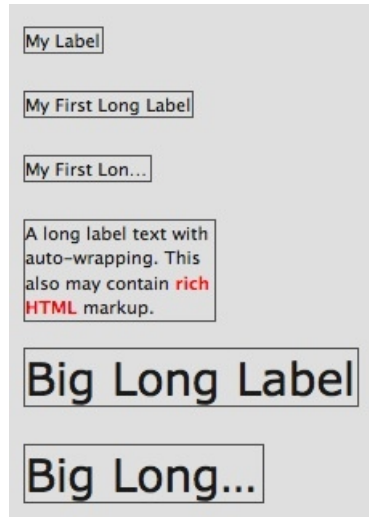 My Label
My First Long Label
My First Lon...
A long label text with
auto-wrapping. This
also may contain rich
HTML markup.
Big Long Label
Big Long...